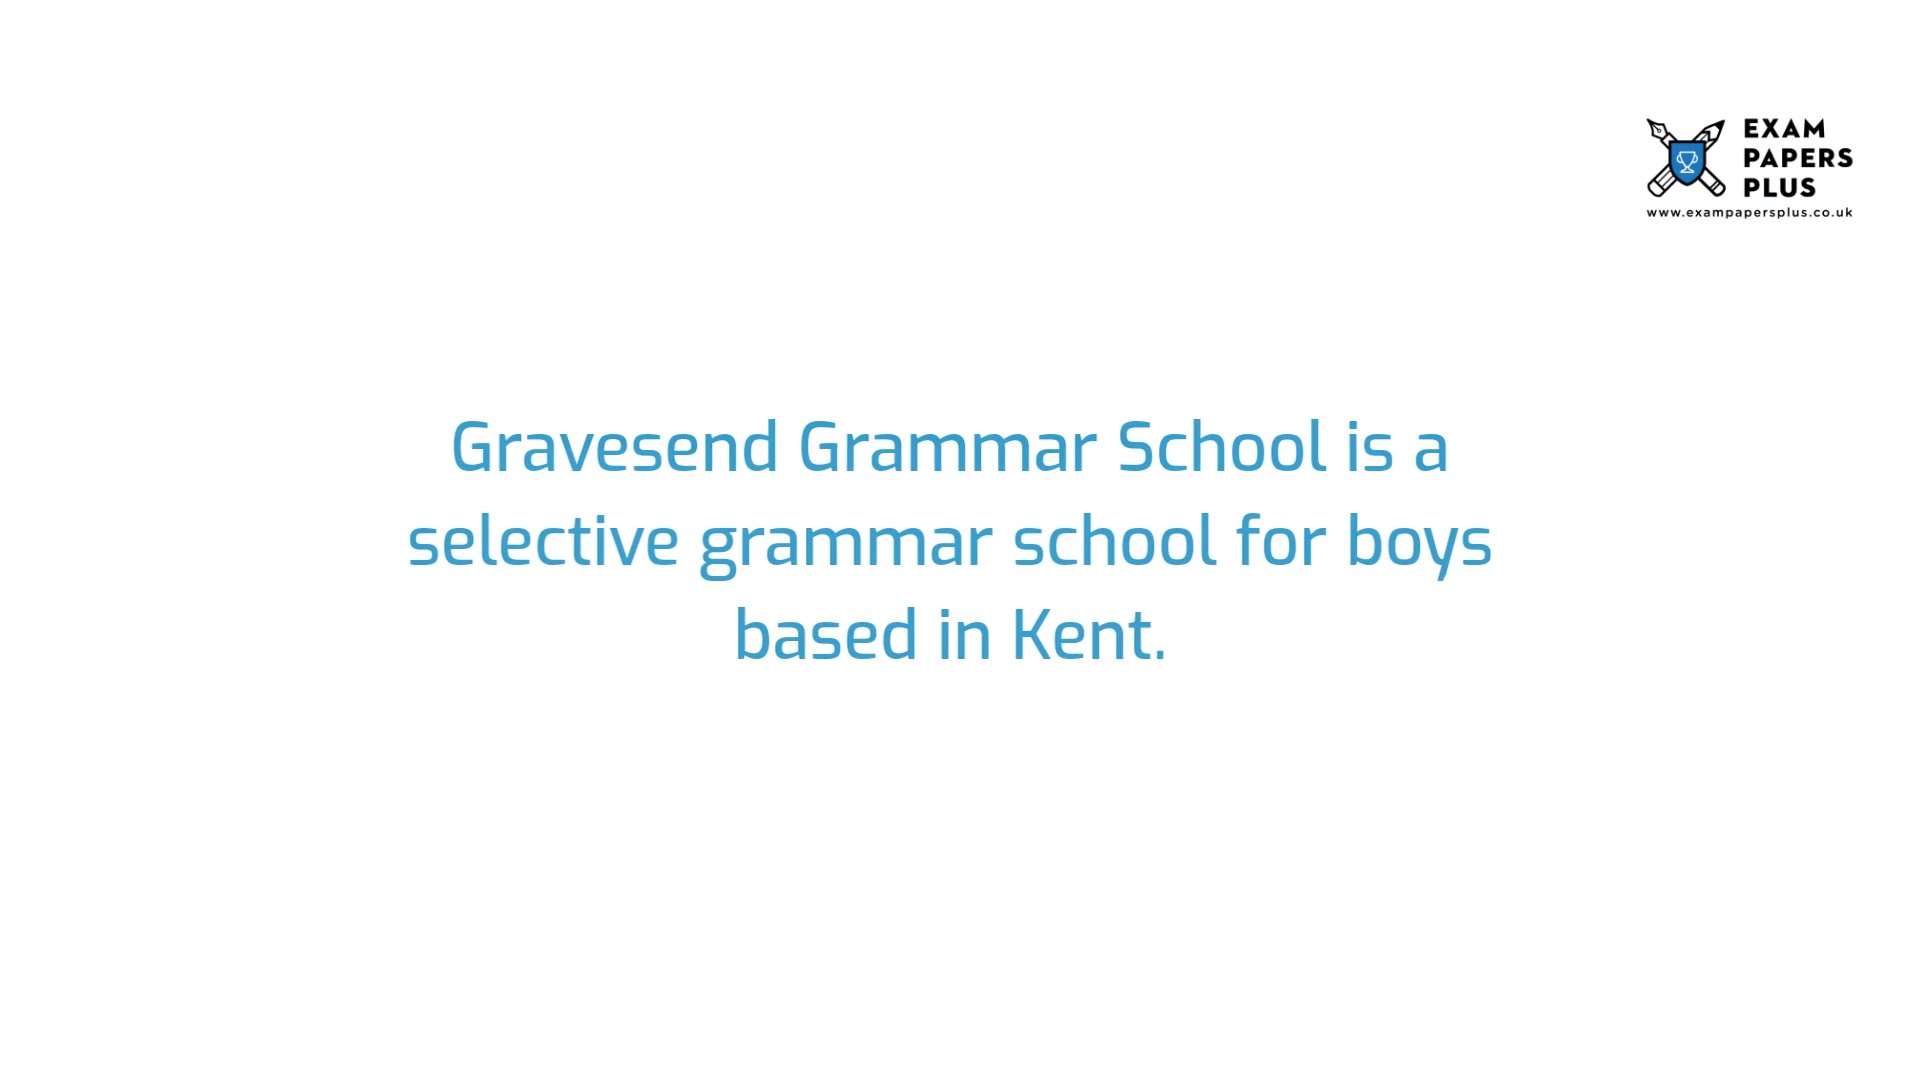 EXAM
PAPERS
PLUS
www.exampapersplus.co.uk
Gravesend Grammar School is a
selective grammar school for boys
based in Kent.